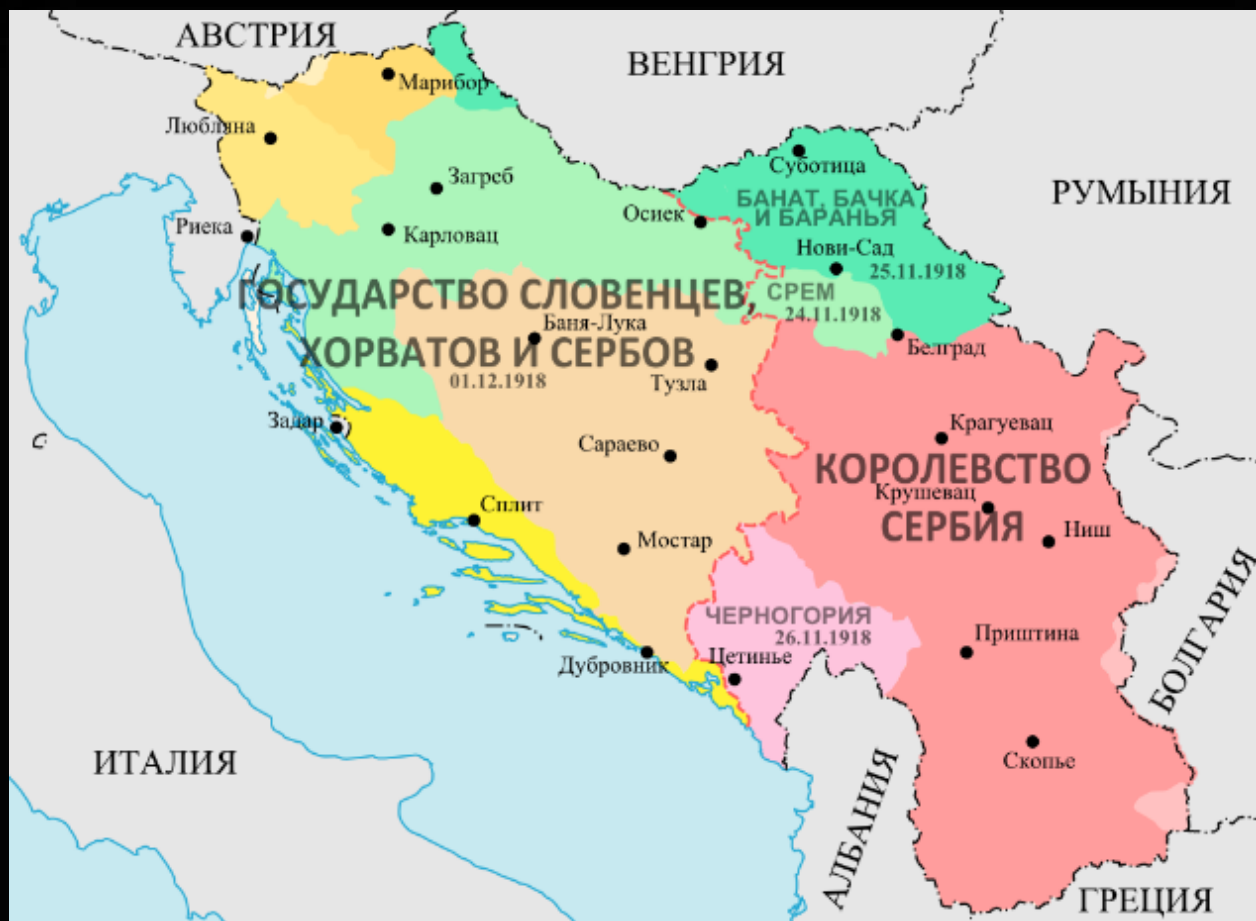 АВСТРИЯ
ВЕНГРИЯ
Марибор
Любляна
Суботица
Загреб
РУМЫНИЯ
БАНАТ, БАЧКА
И БАРАНЬЯ
Осиек
Риека
Карловац
Нови-Сад
25.11.1918
ГОСУДАРСТВО СЛОВЕНЦЕВ,
СРЕМ
24.11.1918
Баня-Лука
ХОРВАТОВ И СЕРБОВ
Белград
01.12.1918
Тузла
Задар
Крагуевац
Сараево
КОРОЛЕВСТВО
Крушевац
СЕРБИЯ
Сплит
Ниш
Мостар
ЧЕРНОГОРИЯ
26.11.1918
БОЛГАРИЯ
Приштина
Дубровник
Цетинье
ИТАЛИЯ
Скопье
АЛБАНИЯ
ГРЕЦИЯ